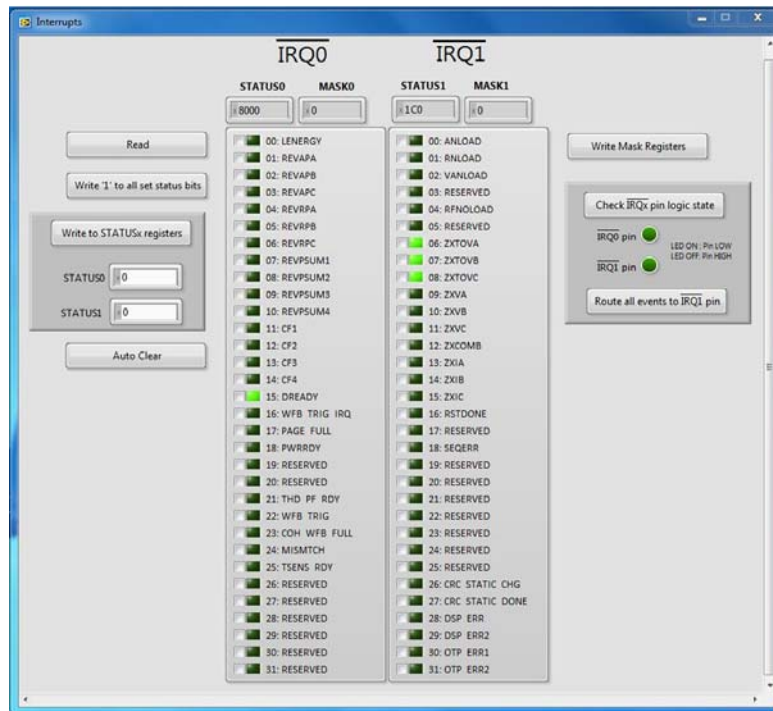 Interrupts
IRQ0 IRQ1
STATUS0 MASK0 STATUS1 MASK1
x 8000 x 0 x 1C0 x 0
Read
Write '1' to all set status bits
Write to STATUSx registers
STATUS0 x 0
STATUS1 x 0
Auto Clear
00: LENERGY
01: REVAPA
02: REVAPB
03: REVAPC
04: REVRPA
05: REVRPB
06: REVRPC
07: REVPSUM1
08: REVPSUM2
09: REVPSUM3
10: REVPSUM4
11: CF1
12: CF2
13: CF3
14: CF4
15: DREADY
16: WFB TRIG IRQ
17: PAGE FULL
18: PWRRDY
19: RESERVED
20: RESERVED
21: THD PF RDY
22: WFB TRIG
23: COH WFB FULL
24: MISMTCH
25: TSENS RDY
26: RESERVED
27: RESERVED
28: RESERVED
29: RESERVED
30: RESERVED
31: RESERVED
00: ANLOAD
01: RNLOAD
02: VANLOAD
03: RESERVED
04: RFNOLOAD
05: RESERVED
06: ZXTOVA
07: ZXTOVB
08: ZXTOVC
09: ZXVA
10: ZXVB
11: ZXVC
12: ZXCOMB
13: ZXIA
14: ZXIB
15: ZXIC
16: RSTDONE
17: RESERVED
18: SEQERR
19: RESERVED
20: RESERVED
21: RESERVED
22: RESERVED
23: RESERVED
24: RESERVED
25: RESERVED
26: CRC STATIC CHG
27: CRC STATIC DONE
28: DSP ERR
29: DSP ERR2
30: OTP ERR1
31: OTP ERR2
Write Mask Registers
Check IRQx pin logic state
IRQ0 pin
IRQ1 pin
LED ON : Pin LOW
LED OFF: Pin HIGH
Route all events to IRQ1 pin